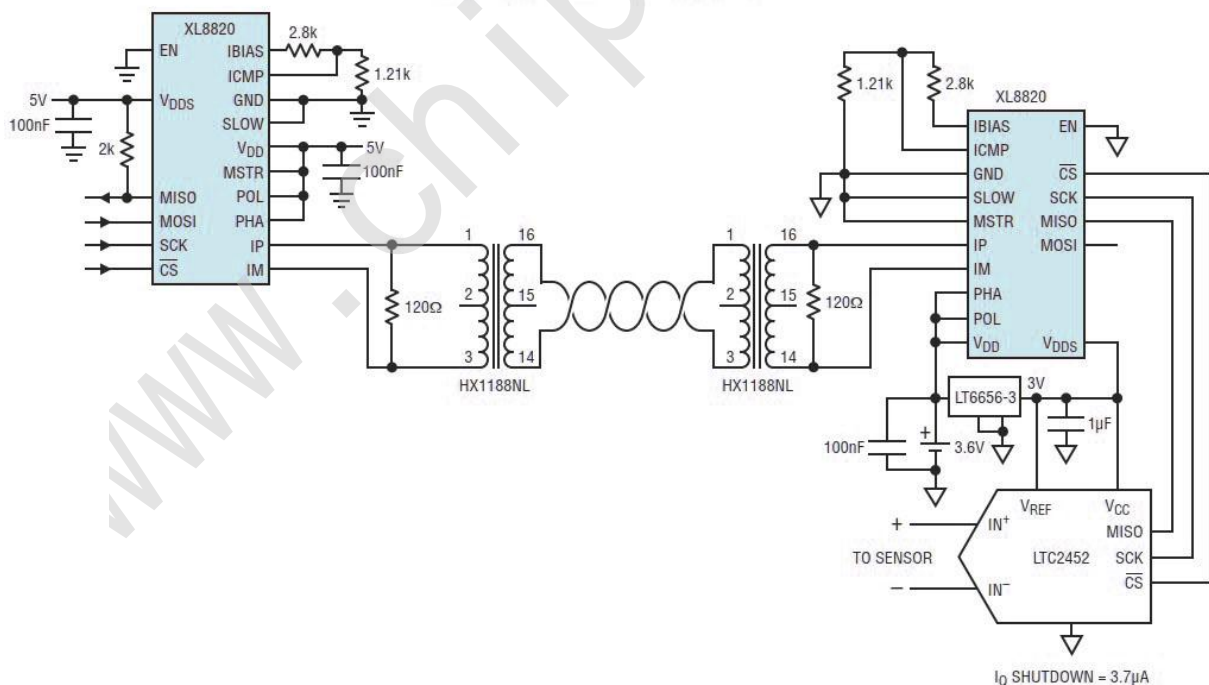 www.chip
XL8820
EN
IBIAS
2.8k
ICMP
1.21k
5V
VDDS
GND
100nF
SLOW
2k
VDD
5V
MSTR
100nF
MISO
POL
MOSI
PHA
SCK
IP
CS
IM
120Ω
1
2
3
16
15
14
HX1188NL
1
2
3
16
15
14
HX1188NL
120Ω
1.21k
2.8k
XL8820
IBIAS
EN
ICMP
GND
CS
SLOW
SCK
MSTR
MISO
IP
MOSI
IM
PHA
POL
VDD
VDDS
LT6656-3
3V
1µF
100nF
+
3.6V
VREF
VCC
+
IN+
MISO
TO SENSOR
LTC2452
SCK
−
IN−
CS
IQ SHUTDOWN = 3.7µA